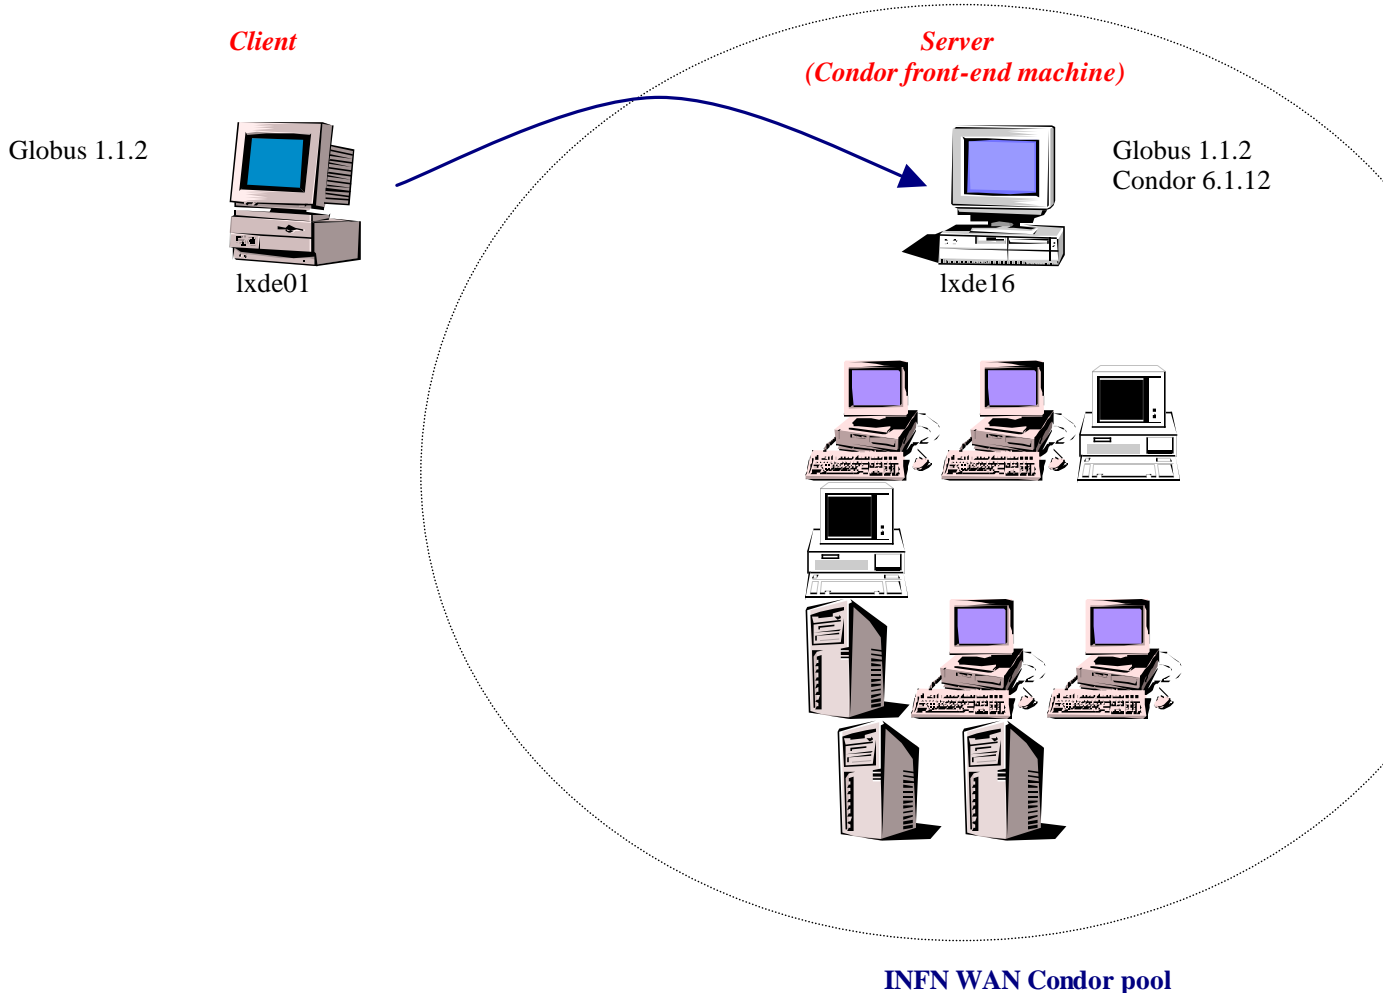 Client
Server
(Condor front-end machine)
Globus 1.1.2
Globus 1.1.2
Condor 6.1.12
lxde01
lxde16
INFN WAN Condor pool